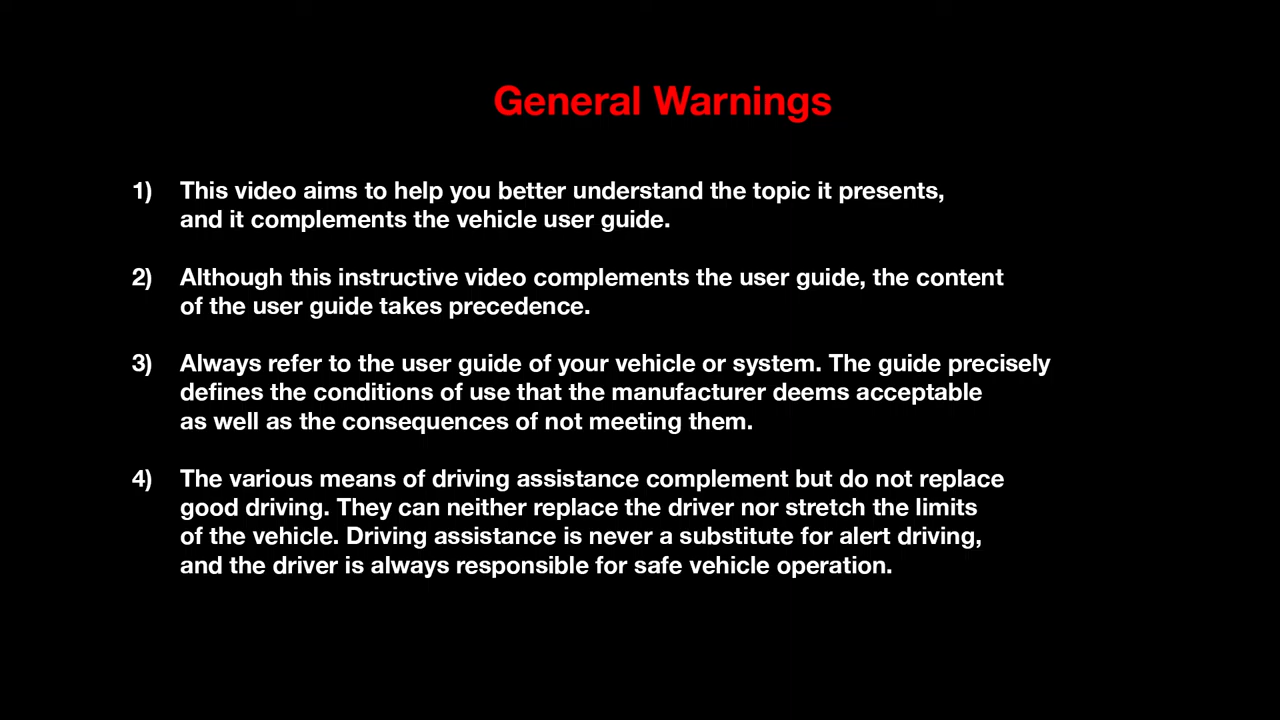 General Warnings
1) This video aims to help you better understand the topic it presents,
and it complements the vehicle user guide.
2) Although this instructive video complements the user guide, the content
of the user guide takes precedence.
3) Always refer to the user guide of your vehicle or system. The guide precisely
defines the conditions of use that the manufacturer deems acceptable
as well as the consequences of not meeting them.
4) The various means of driving assistance complement but do not replace
good driving. They can neither replace the driver nor stretch the limits
of the vehicle. Driving assistance is never a substitute for alert driving,
and the driver is always responsible for safe vehicle operation.